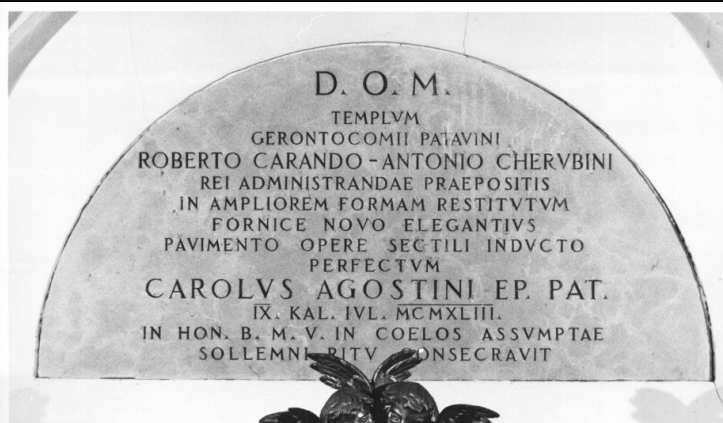 D. O. M.
TEMPLVM
GERONTOCOMII PATAVINI
ROBERTO CARANDO - ANTONIO CHERVBINI
REI ADMINISTRANDAE PRAEPOSITIS
IN AMPLIOREM FORMAM RESTITVTVM
FORNICE NOVO ELEGANTIVS
PAVIMENTO OPERE SECTILI INDVCTO
PERFECTVM
CAROLVS AGOSTINI EP. PAT.
IX. KAL. IVL. MCMXLIII.
IN HON. B. M. V. IN COELOS ASSVMPTAE
SOLLEMNI RITV CONSECRAVIT